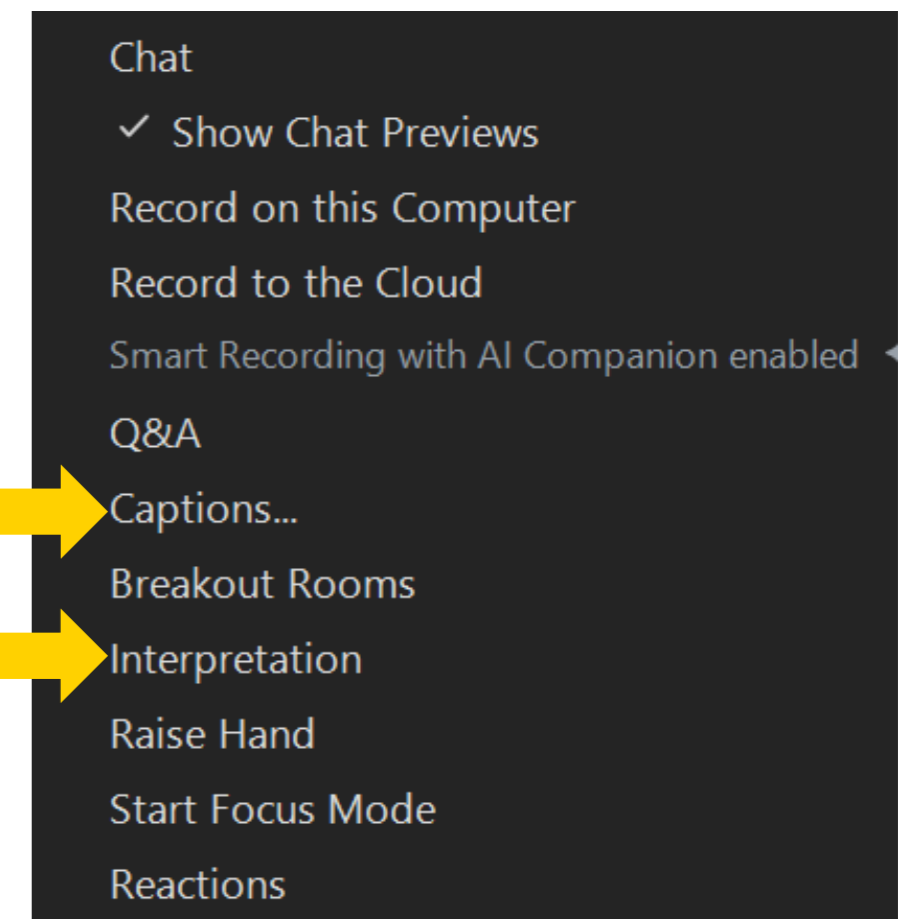 Chat
Show Chat Previews
Record on this Computer
Record to the Cloud
Smart Recording with AI Companion enabled
Q&A
Captions...
Breakout Rooms
Interpretation
Raise Hand
Start Focus Mode
Reactions